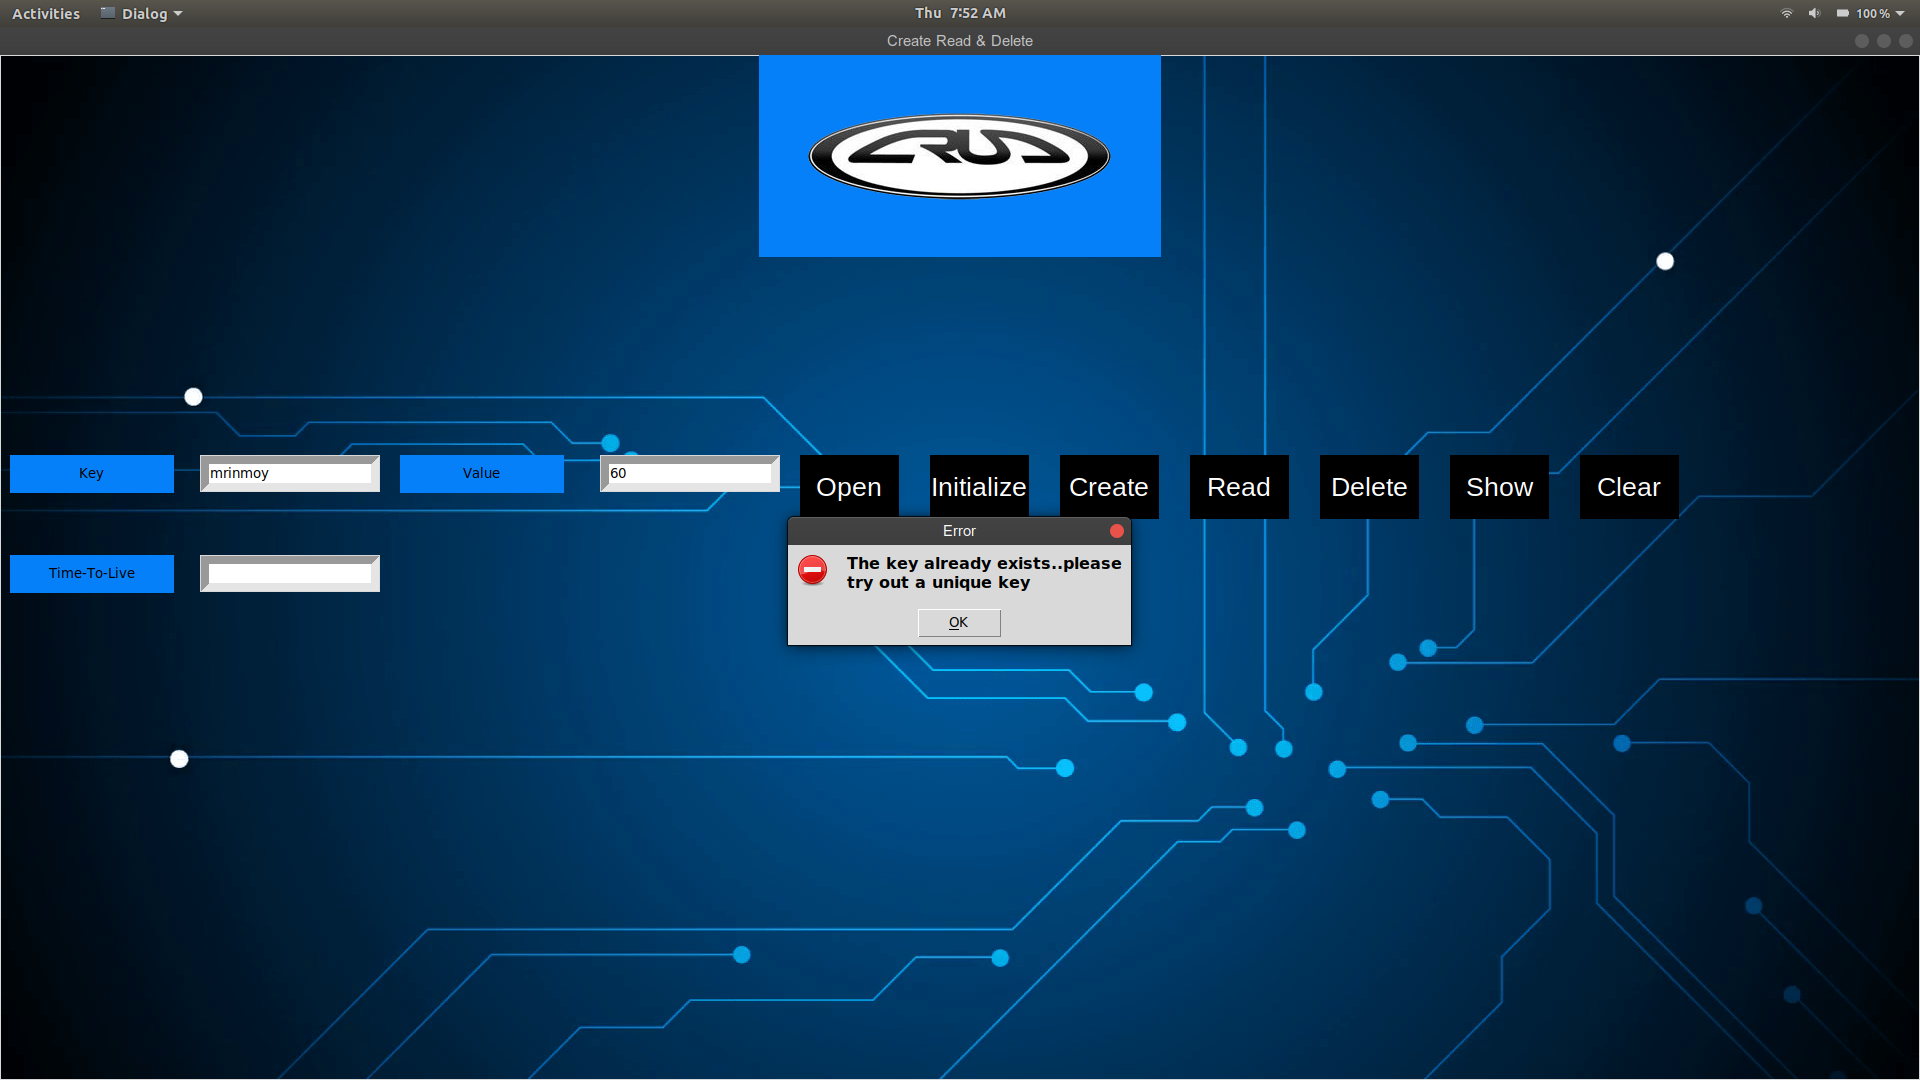 Activities Dialog Thu 7:52 AM 100 %
Create Read & Delete
CRUD
Key mrinmoy Value 60 Open Initialize Create Read Delete Show Clear
Error
The key already exists..please
try out a unique key
OK
Time-To-Live